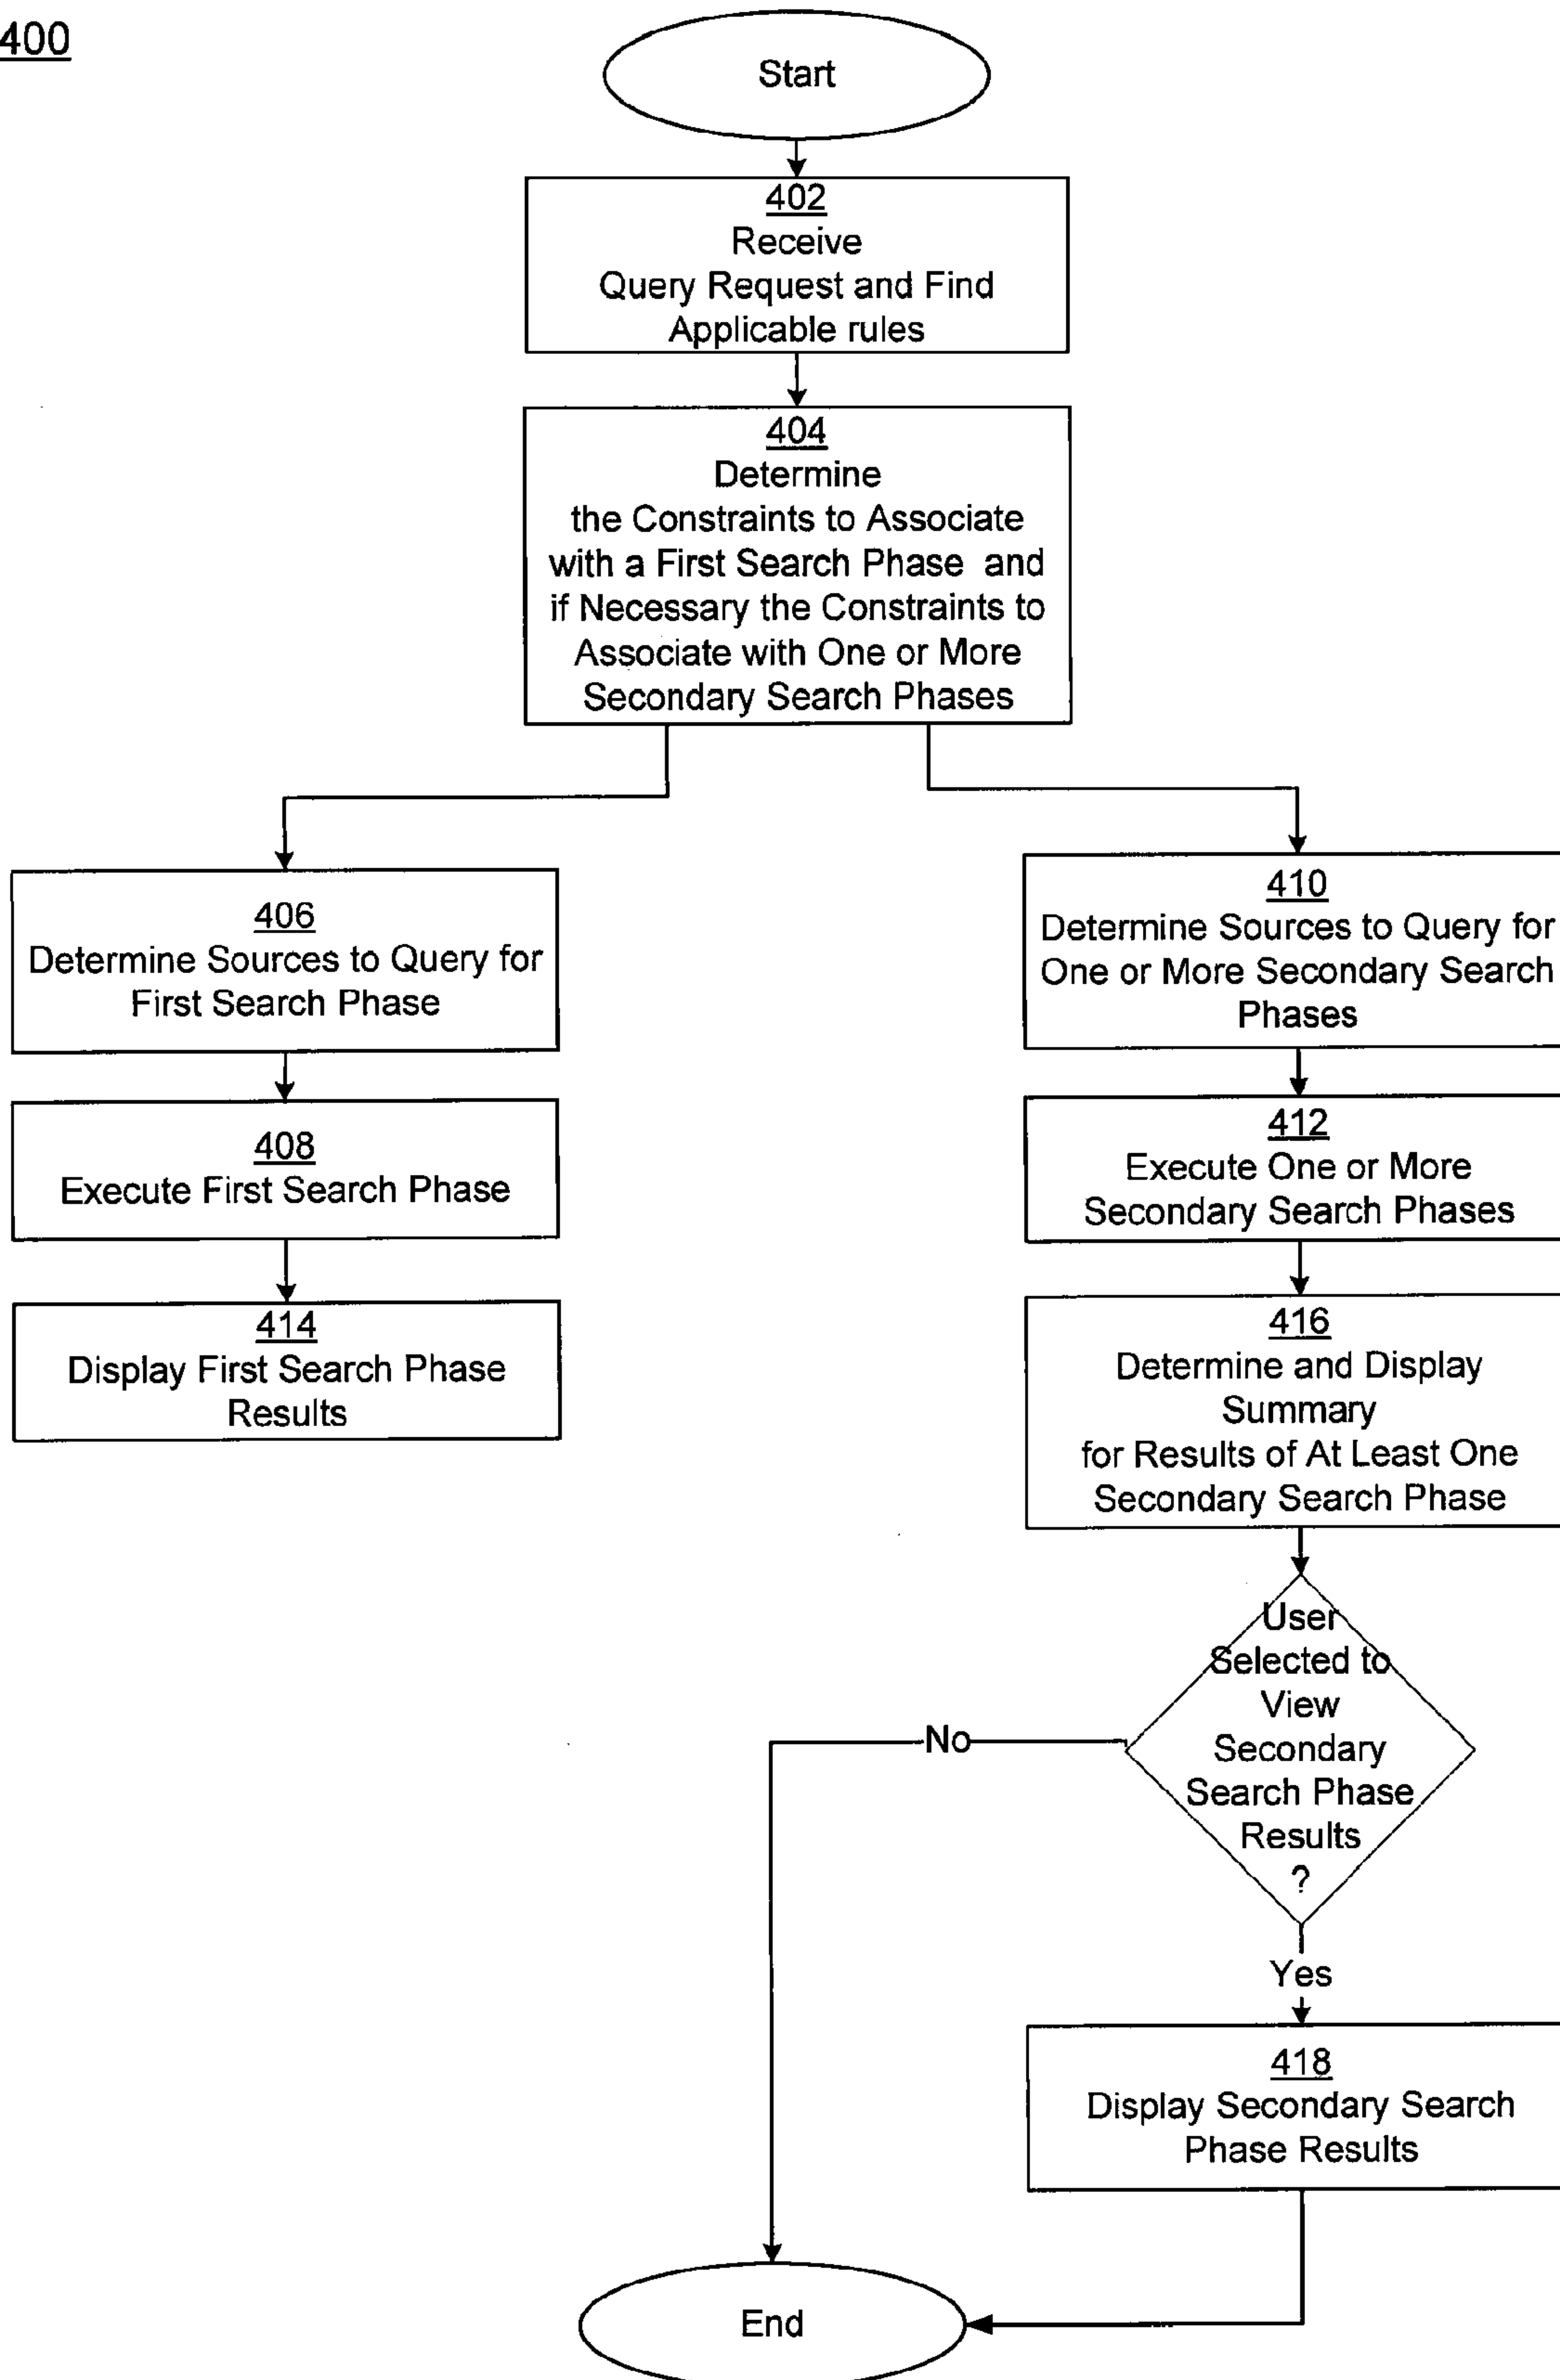 400
Start
402
Receive
Query Request and Find
Applicable rules
404
Determine
the Constraints to Associate
with a First Search Phase and
if Necessary the Constraints to
Associate with One or More
Secondary Search Phases
406
Determine Sources to Query for
First Search Phase
408
Execute First Search Phase
414
Display First Search Phase
Results
410
Determine Sources to Query for
One or More Secondary Search
Phases
412
Execute One or More
Secondary Search Phases
416
Determine and Display
Summary
for Results of At Least One
Secondary Search Phase
User
Selected to
View
Secondary
Search Phase
Results
?
No
Yes
418
Display Secondary Search
Phase Results
End